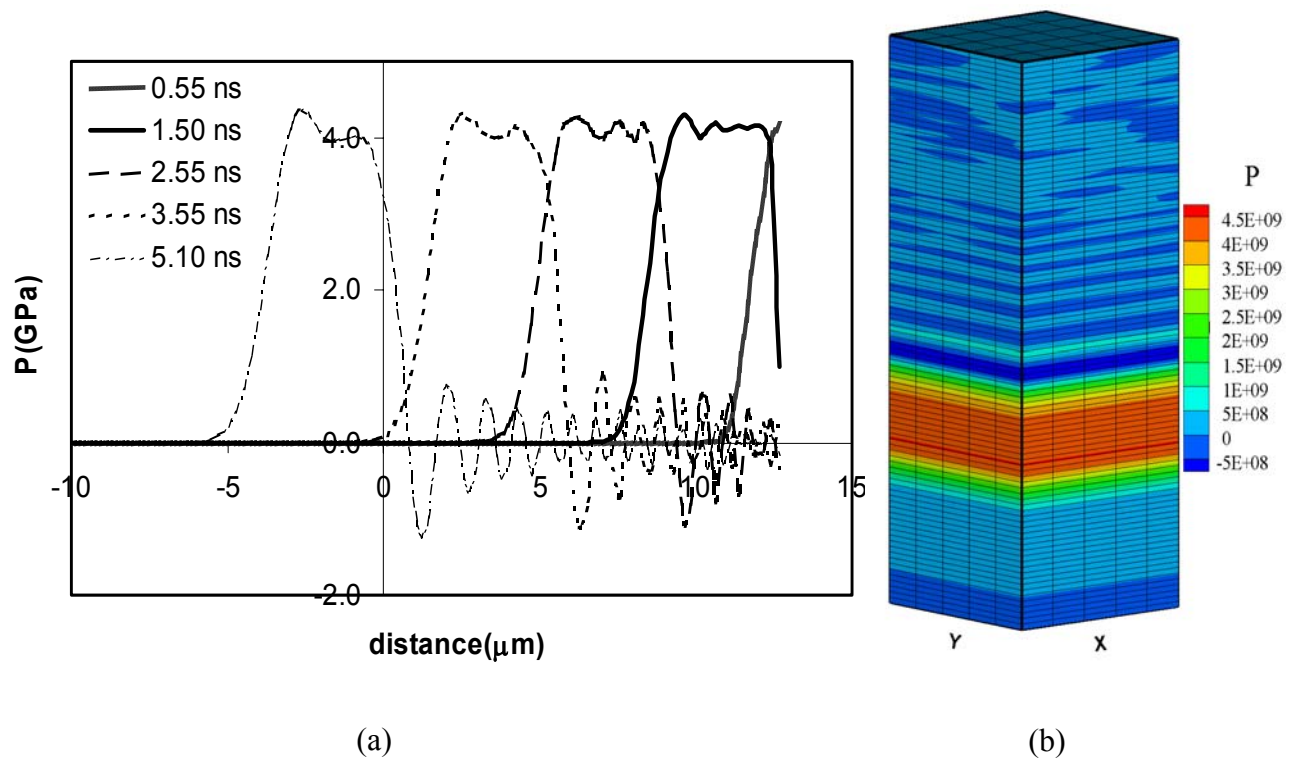 0.55 ns
1.50 ns
2.55 ns
3.55 ns
5.10 ns
4.0
2.0
0.0
-2.0
-10
-5
0
5
10
15
P(GPa)
distance(μm)
(a)
P
4.5E+09
4E+09
3.5E+09
3E+09
2.5E+09
2E+09
1.5E+09
1E+09
5E+08
0
-5E+08
Y
X
(b)